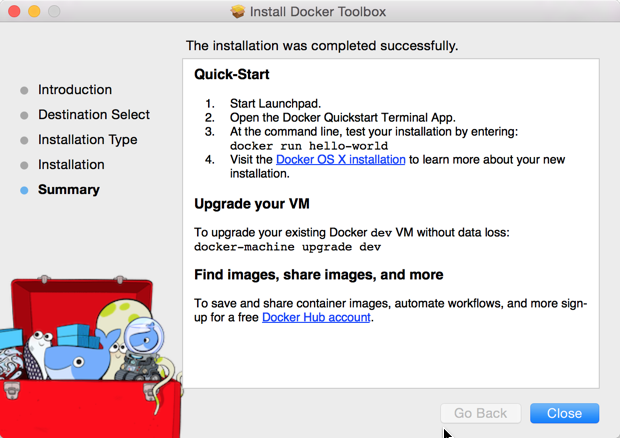 Install Docker Toolbox
The installation was completed successfully.
Introduction
Destination Select
Installation Type
Installation
Summary
Quick-Start
1. Start Launchpad.
2. Open the Docker Quickstart Terminal App.
3. At the command line, test your installation by entering:
docker run hello-world
4. Visit the Docker OS X installation to learn more about your new
installation.
Upgrade your VM
To upgrade your existing Docker dev VM without data loss:
docker-machine upgrade dev
Find images, share images, and more
To save and share container images, automate workflows, and more sign-
up for a free Docker Hub account.
Go Back
Close